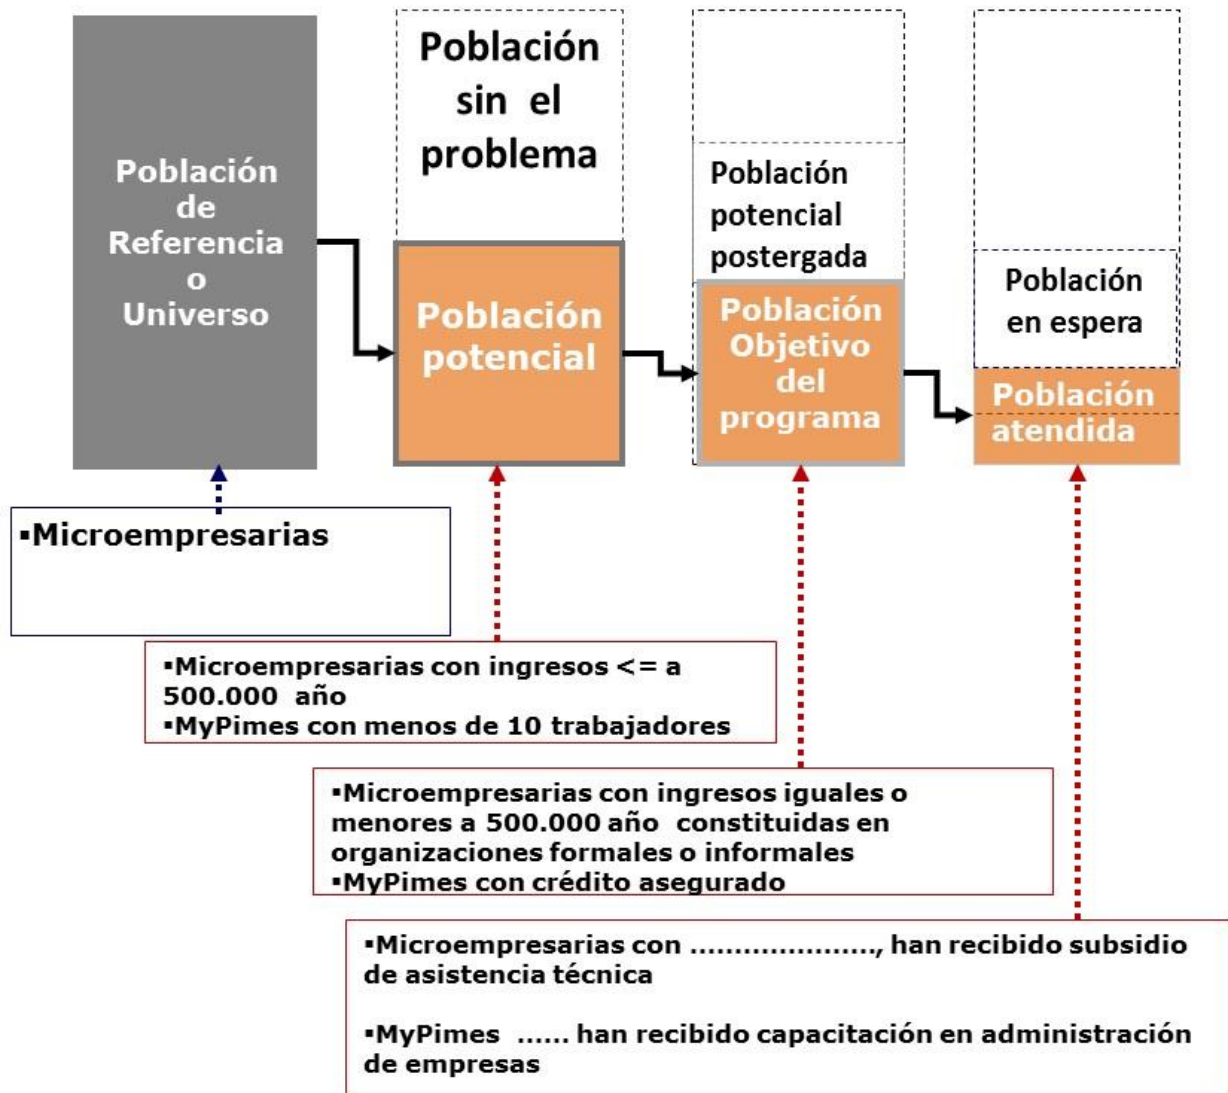 Población
de
Referencia
o
Universo
Población
sin el
problema
Población
potencial
Población
potencial
postergada
Población
Objetivo
del
programa
Población
en espera
Población
atendida
▪Microempresarias
▪Microempresarias con ingresos <= a
500.000 año
▪MyPimes con menos de 10 trabajadores
▪Microempresarias con ingresos iguales o
menores a 500.000 año constituidas en
organizaciones formales o informales
▪MyPimes con crédito asegurado
▪Microempresarias con ....................., han recibido subsidio
de asistencia técnica
▪MyPimes ...... han recibido capacitación en administración
de empresas